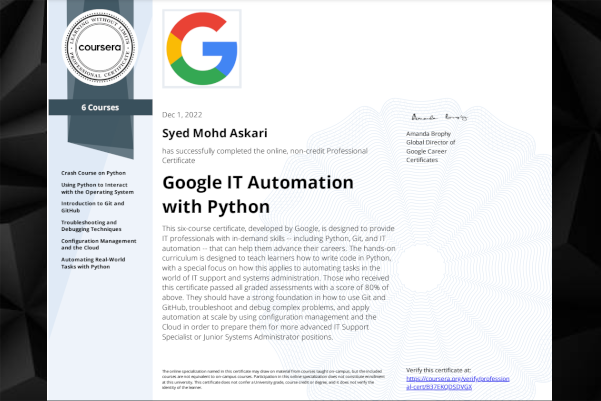 LEARNING WITHOUT LIMITS
coursera
PROFESSIONAL CERTIFICATE
6 Courses
Crash Course on Python
Using Python to Interact
with the Operating System
Introduction to Git and
GitHub
Troubleshooting and
Debugging Techniques
Configuration Management
and the Cloud
Automating Real-World
Tasks with Python
Dec 1, 2022
Syed Mohd Askari
has successfully completed the online, non-credit Professional
Certificate
Google IT Automation
with Python
This six-course certificate, developed by Google, is designed to provide
IT professionals with in-demand skills -- including Python, Git, and IT
automation -- that can help them advance their careers. The hands-on
curriculum is designed to teach learners how to write code in Python,
with a special focus on how this applies to automating tasks in the
world of IT support and systems administration. Those who received
this certificate passed all graded assessments with a score of 80% of
above. They should have a strong foundation in how to use Git and
GitHub, troubleshoot and debug complex problems, and apply
automation at scale by using configuration management and the
Cloud in order to prepare them for more advanced IT Support
Specialist or Junior Systems Administrator positions.
The online specialization named in this certificate may draw on material from courses taught on-campus, but the included
courses are not equivalent to on-campus courses. Participation in this online specialization does not constitute enrollment
at this university. This certificate does not confer a University grade, course credit or degree, and it does not verify the
identity of the learner.
Amanda Brophy
Amanda Brophy
Global Director of
Google Career
Certificates
Verify this certificate at:
https://coursera.org/verify/profession
al-cert/B37EKQDSDVGX